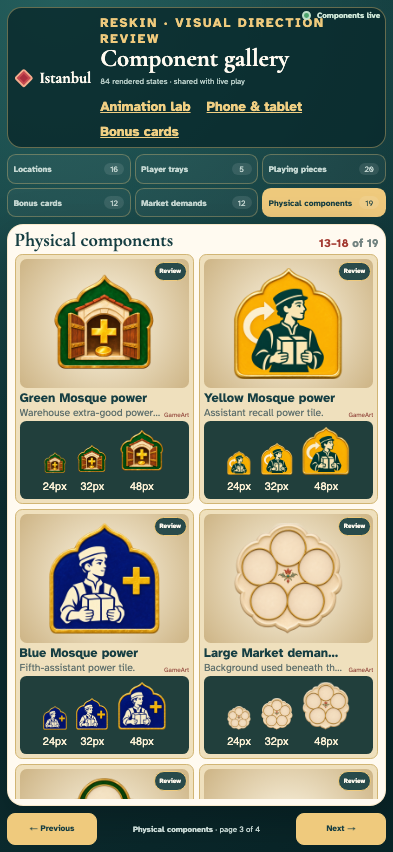 RESKIN · VISUAL DIRECTION
REVIEW
Components live
Istanbul
Component gallery
84 rendered states · shared with live play
Animation lab Phone & tablet
Bonus cards
Locations 16
Player trays 5
Playing pieces 20
Bonus cards 12
Market demands 12
Physical components 19
Physical components
13–18 of 19
Review
Green Mosque power
Warehouse extra-good power... GameArt
24px 32px 48px
Review
Yellow Mosque power
Assistant recall power tile. GameArt
24px 32px 48px
Review
Blue Mosque power
Fifth-assistant power tile. GameArt
24px 32px 48px
Review
Large Market deman...
Background used beneath th... GameArt
24px 32px 48px
Review
Review
← Previous
Physical components · page 3 of 4
Next →